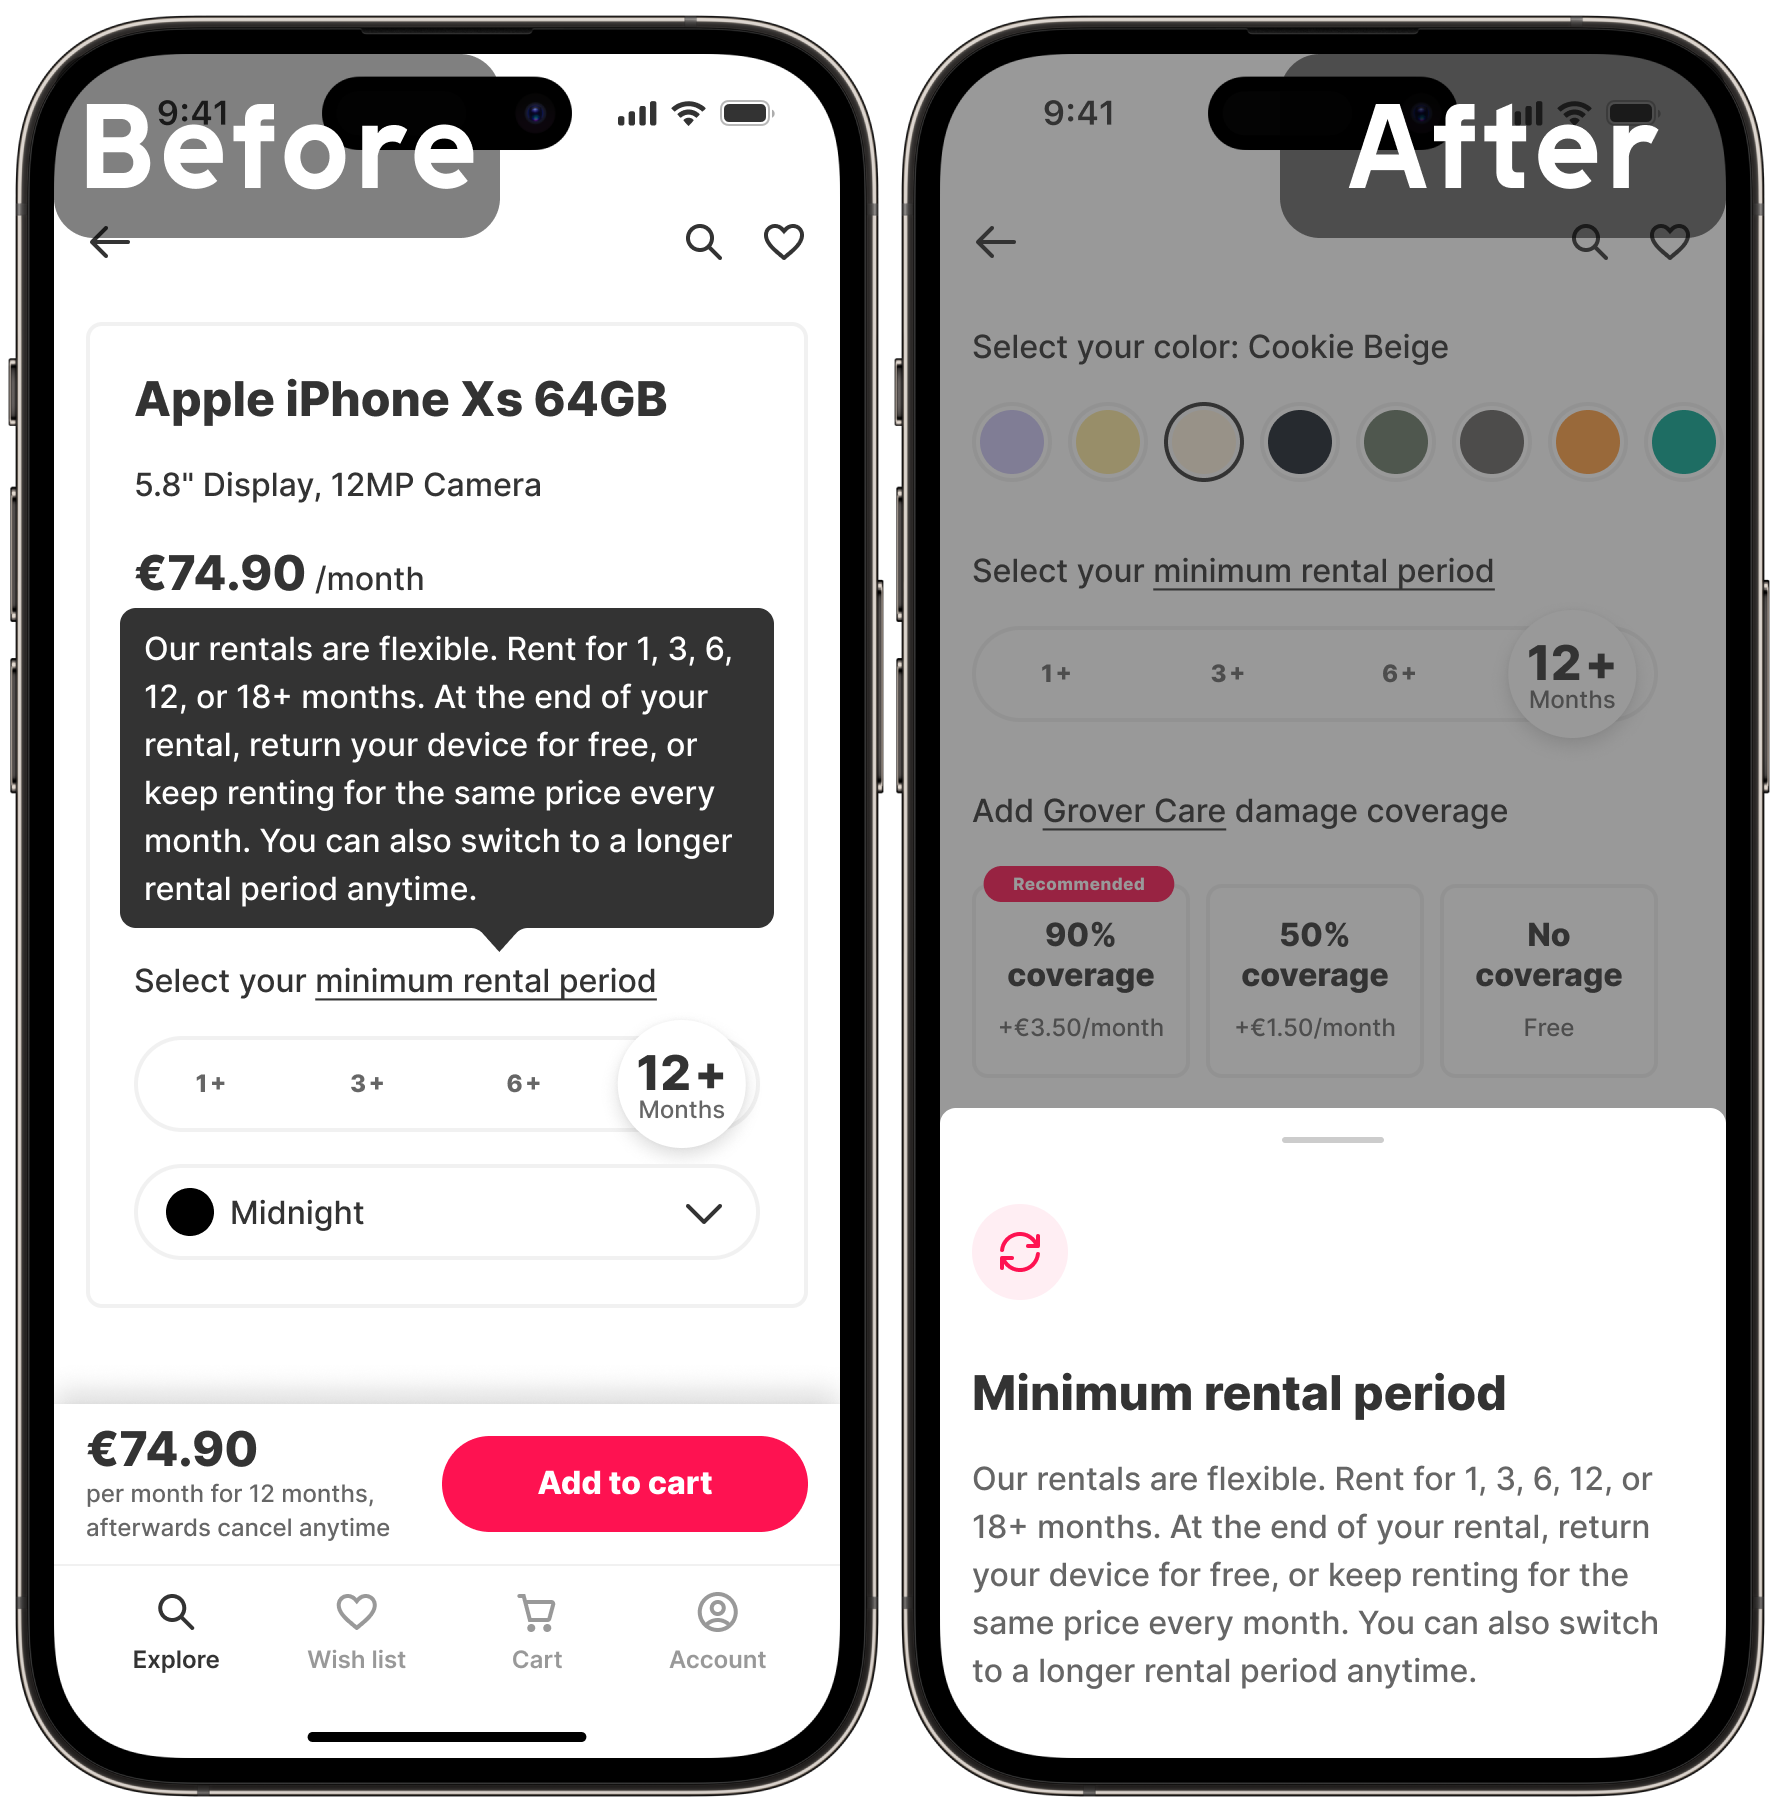 Before
9:41
Apple iPhone Xs 64GB
5.8" Display, 12MP Camera
€74.90 /month
Our rentals are flexible. Rent for 1, 3, 6,
12, or 18+ months. At the end of your
rental, return your device for free, or
keep renting for the same price every
month. You can also switch to a longer
rental period anytime.
Select your minimum rental period
1+ 3+ 6+ 12+
Months
Midnight
€74.90
per month for 12 months,
afterwards cancel anytime
Add to cart
Explore Wish list Cart Account
After
9:41
Select your color: Cookie Beige
Select your minimum rental period
1+ 3+ 6+ 12+
Months
Add Grover Care damage coverage
Recommended
90%
coverage
+€3.50/month
50%
coverage
+€1.50/month
No
coverage
Free
Minimum rental period
Our rentals are flexible. Rent for 1, 3, 6, 12, or
18+ months. At the end of your rental, return
your device for free, or keep renting for the
same price every month. You can also switch
to a longer rental period anytime.